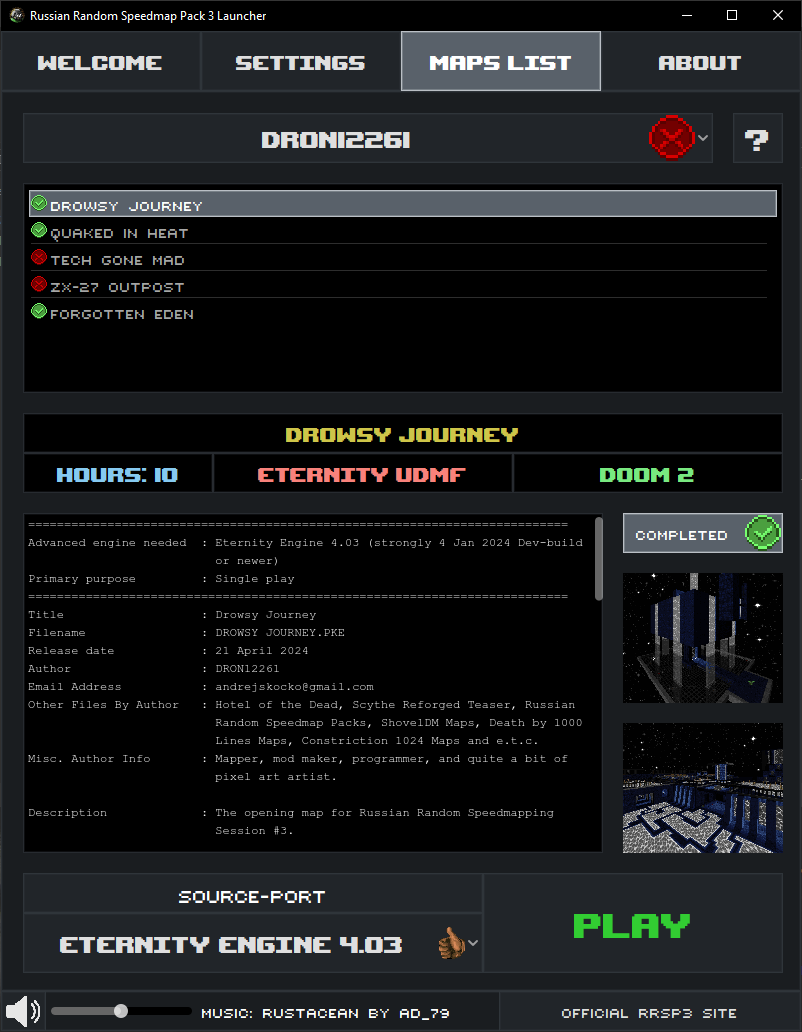 Russian Random Speedmap Pack 3 Launcher
WELCOME
SETTINGS
MAPS LIST
ABOUT
DRON12261
?
DROWSY JOURNEY
QUAKED IN HEAT
TECH GONE MAD
ZX-27 OUTPOST
FORGOTTEN EDEN
DROWSY JOURNEY
HOURS: 10
ETERNITY UDMF
DOOM 2
===========================================================================
Advanced engine needed : Eternity Engine 4.03 (strongly 4 Jan 2024 Dev-build
or newer)
Primary purpose : Single play
===========================================================================
Title : Drowsy Journey
Filename : DROWSY JOURNEY.PKE
Release date : 21 April 2024
Author : DRON12261
Email Address : andrejskocko@gmail.com
Other Files By Author : Hotel of the Dead, Scythe Reforged Teaser, Russian
Random Speedmap Packs, ShovelDM Maps, Death by 1000
Lines Maps, Constriction 1024 Maps and e.t.c.
Misc. Author Info : Mapper, mod maker, programmer, and quite a bit of
pixel art artist.
Description : The opening map for Russian Random Speedmapping
Session #3.
COMPLETED
SOURCE-PORT
ETERNITY ENGINE 4.03
PLAY
MUSIC: RUSTACEAN BY AD_79
OFFICIAL RRSP3 SITE